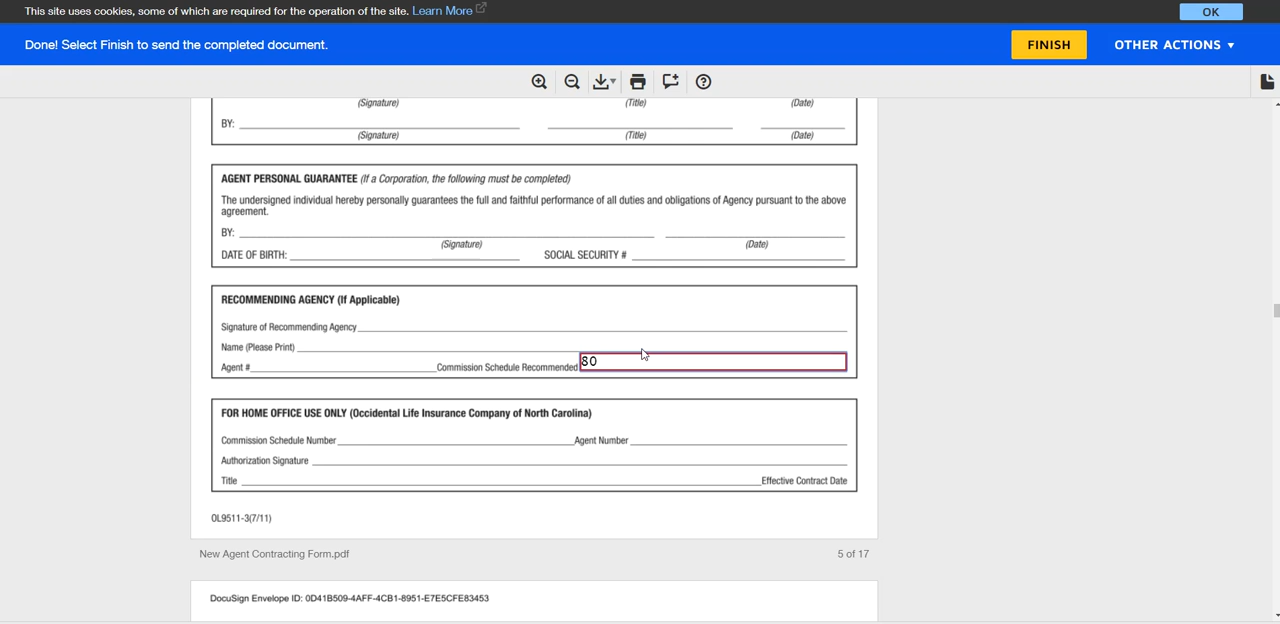 This site uses cookies, some of which are required for the operation of the site. Learn More
OK
Done! Select Finish to send the completed document.
FINISH
OTHER ACTIONS
(Signature) (Title) (Date)
BY:
(Signature) (Title) (Date)
AGENT PERSONAL GUARANTEE (If a Corporation, the following must be completed)
The undersigned individual hereby personally guarantees the full and faithful performance of all duties and obligations of Agency pursuant to the above
agreement.
BY:
(Signature) (Date)
DATE OF BIRTH: SOCIAL SECURITY #
RECOMMENDING AGENCY (If Applicable)
Signature of Recommending Agency
Name (Please Print)
Agent # Commission Schedule Recommended 80
FOR HOME OFFICE USE ONLY (Occidental Life Insurance Company of North Carolina)
Commission Schedule Number Agent Number
Authorization Signature
Title Effective Contract Date
OL9511-3(7/11)
New Agent Contracting Form.pdf 5 of 17
DocuSign Envelope ID: 0D41B509-4AFF-4CB1-8951-E7E5CFE83453